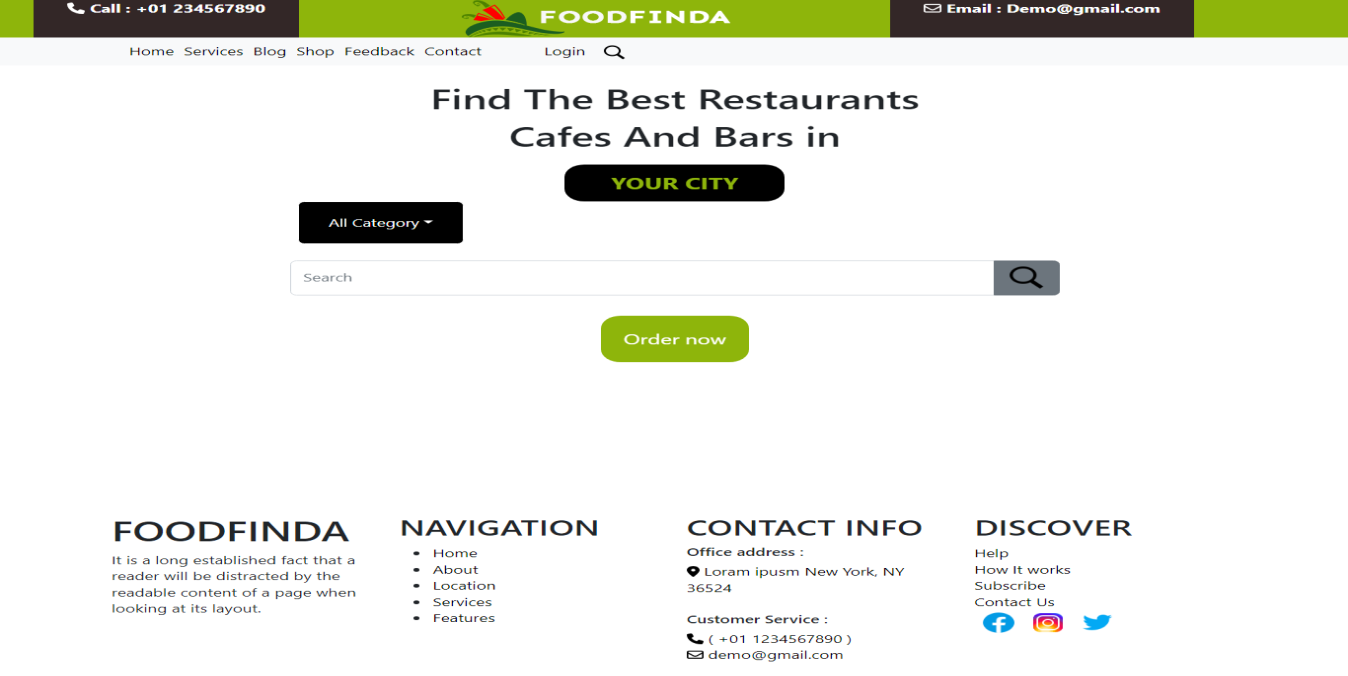 Call : +01 234567890
FOODFINDA
Email : Demo@gmail.com
Home Services Blog Shop Feedback Contact Login
Find The Best Restaurants
Cafes And Bars in
YOUR CITY
All Category
Search
Order now
FOODFINDA
It is a long established fact that a
reader will be distracted by the
readable content of a page when
looking at its layout.
NAVIGATION
Home
About
Location
Services
Features
CONTACT INFO
Office address :
Loram ipusm New York, NY
36524
Customer Service :
( +01 1234567890 )
demo@gmail.com
DISCOVER
Help
How It works
Subscribe
Contact Us